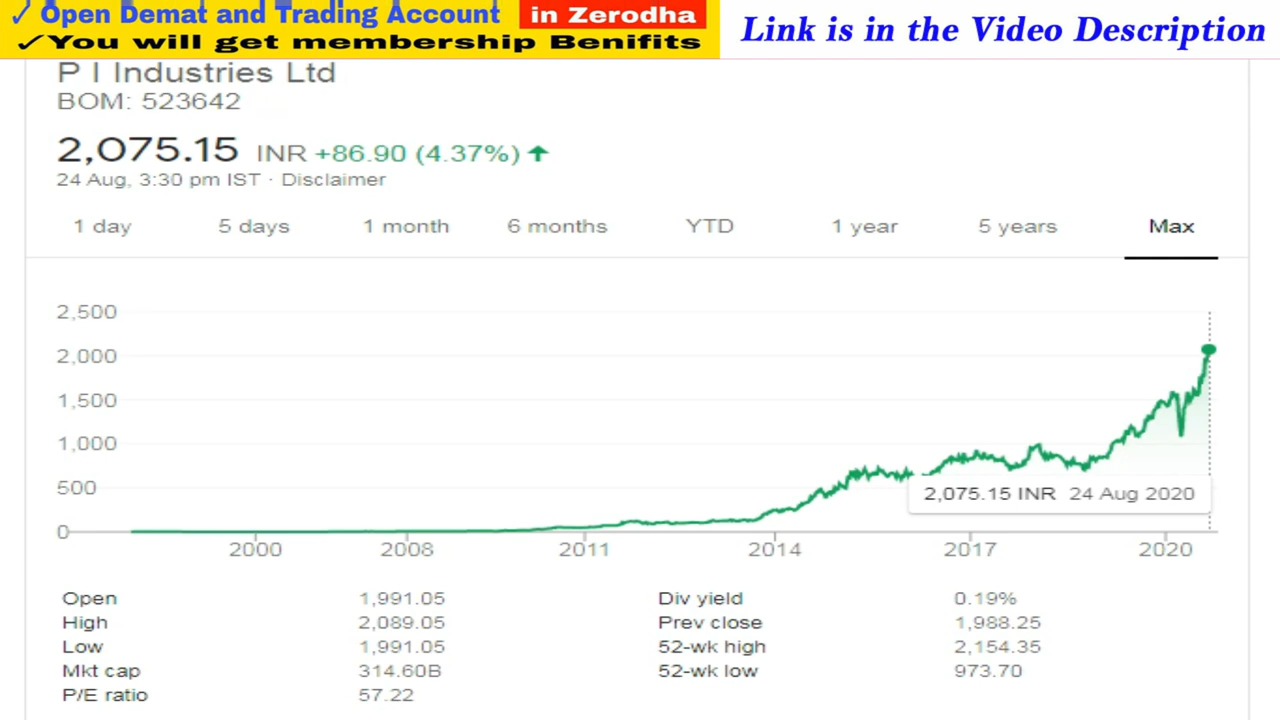 ✓ Open Demat and Trading Account in Zerodha
✓You will get membership Benifits
Link is in the Video Description
P I Industries Ltd
BOM: 523642
2,075.15 INR +86.90 (4.37%) ↑
24 Aug, 3:30 pm IST · Disclaimer
1 day 5 days 1 month 6 months YTD 1 year 5 years Max
2,500
2,000
1,500
1,000
500
0
2,075.15 INR 24 Aug 2020
2000 2008 2011 2014 2017 2020
Open 1,991.05 Div yield 0.19%
High 2,089.05 Prev close 1,988.25
Low 1,991.05 52-wk high 2,154.35
Mkt cap 314.60B 52-wk low 973.70
P/E ratio 57.22